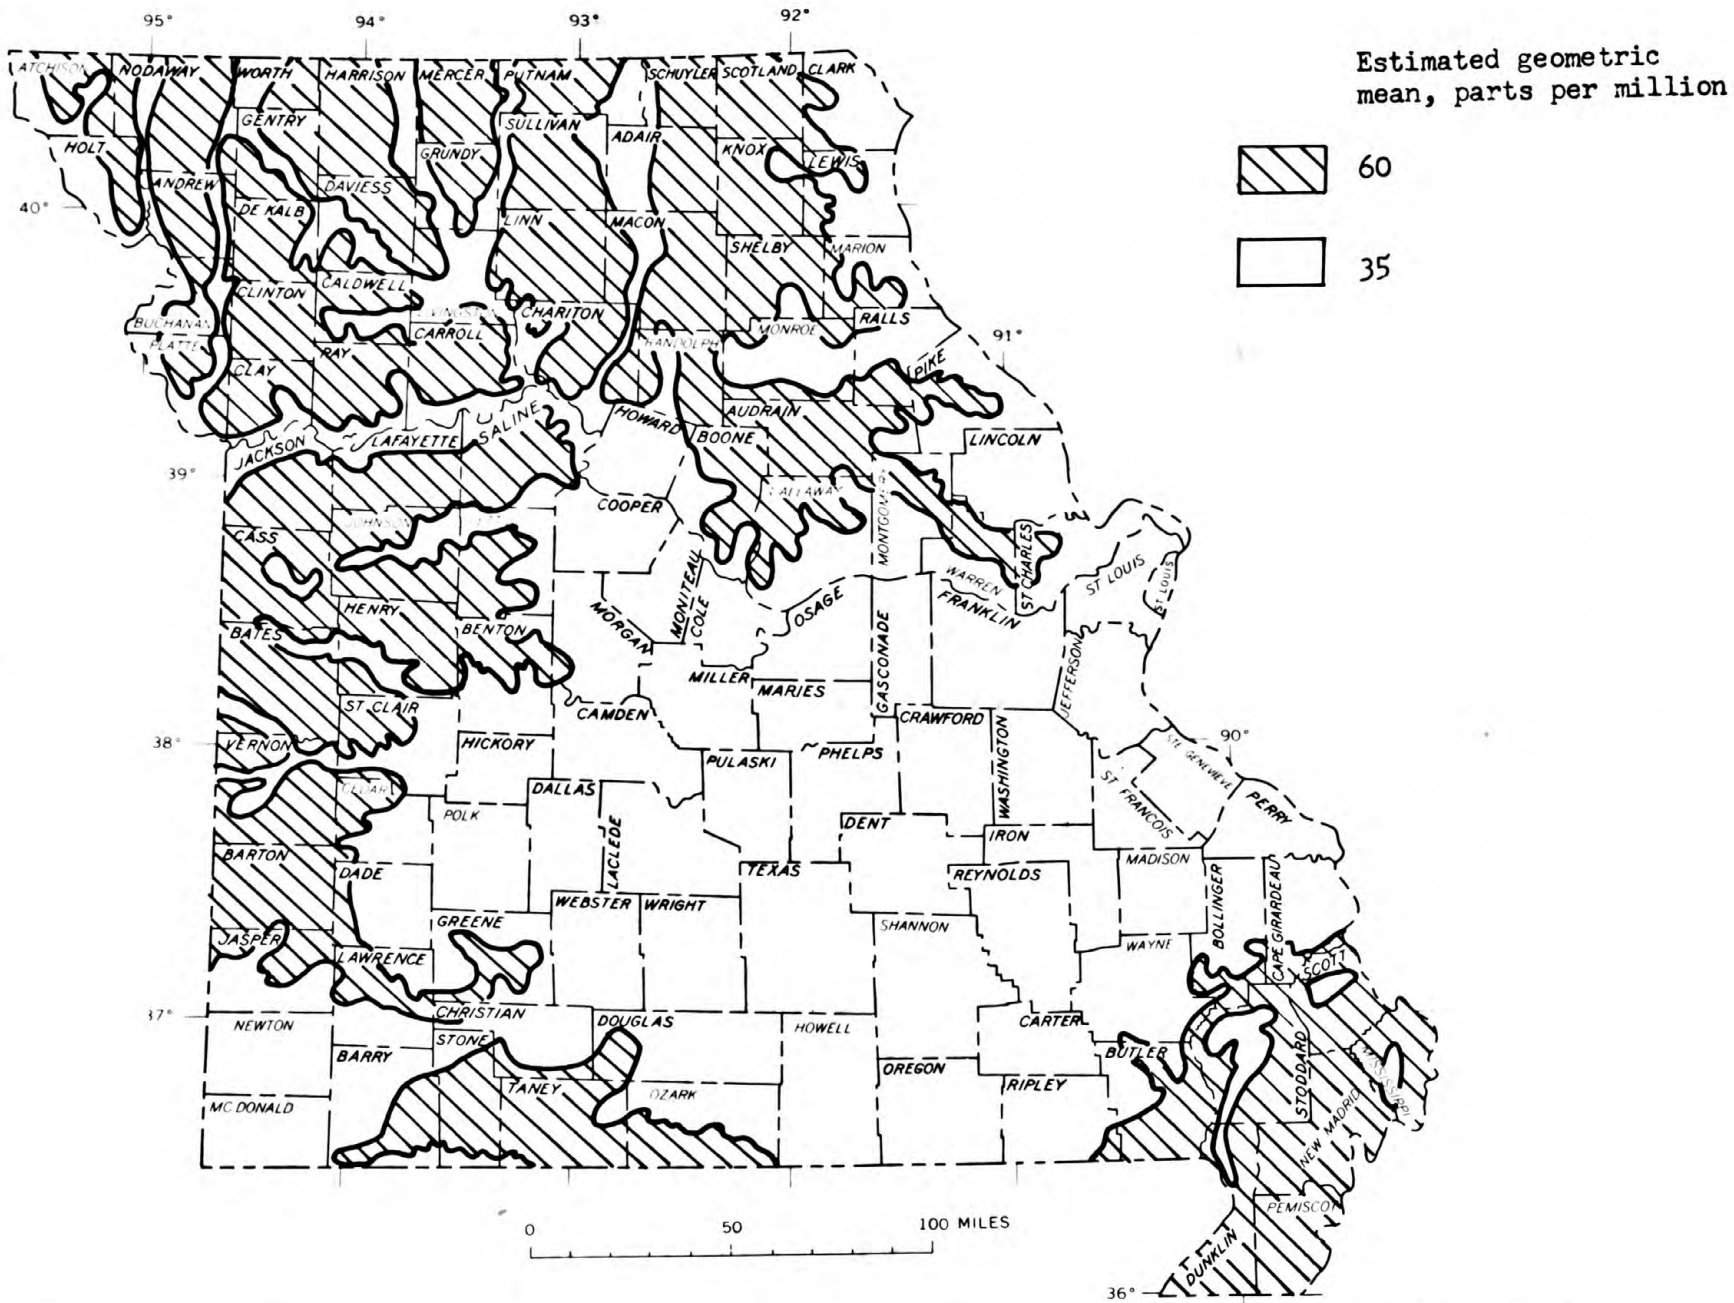 95° 94° 93° 92°
Estimated geometric
mean, parts per million
60
35
ATCHISON NODAWAY WORTH HARRISON MERCER PUTNAM SCHUYLER SCOTLAND CLARK
GENTRY SULLIVAN ADAIR
HOLT GRUNDY KNOX LEWIS
ANDREW DAVIESS
40° DE KALB LINN MACON
SHELBY MARION
CLINTON CALDWELL
LIVINGSTON CHARITON
BUCHANAN CARROLL MONROE RALLS
PLATTE RAY RANDOLPH
91°
CLAY PIKE
SALINE HOWARD AUDRAIN
JACKSON LAFAYETTE BOONE LINCOLN
39°
CALLAWAY MONTGOMERY
COOPER
JOHNSON
CASS ST CHARLES
MONITEAU WARREN ST LOUIS ST LOUIS
HENRY OSAGE FRANKLIN
BATES BENTON MORGAN COLE
GASCONADE JEFFERSON
MILLER MARIES
ST CLAIR CAMDEN CRAWFORD
38° VERNON HICKORY PHELPS WASHINGTON STE GENEVIEVE 90°
PULASKI
CEDAR DALLAS ST FRANCOIS PERRY
POLK DENT IRON
BARTON LACLEDE MADISON
DADE TEXAS REYNOLDS
WEBSTER WRIGHT BOLLINGER CAPE GIRARDEAU
GREENE SHANNON
JASPER WAYNE
LAWRENCE SCOTT
37° CHRISTIAN DOUGLAS CARTER
NEWTON HOWELL
STONE
BARRY BUTLER MISSISSIPPI
OREGON STODDARD
TANEY OZARK RIPLEY
MC DONALD NEW MADRID
PEMISCOT
0 50 100 MILES
DUNKLIN
36°